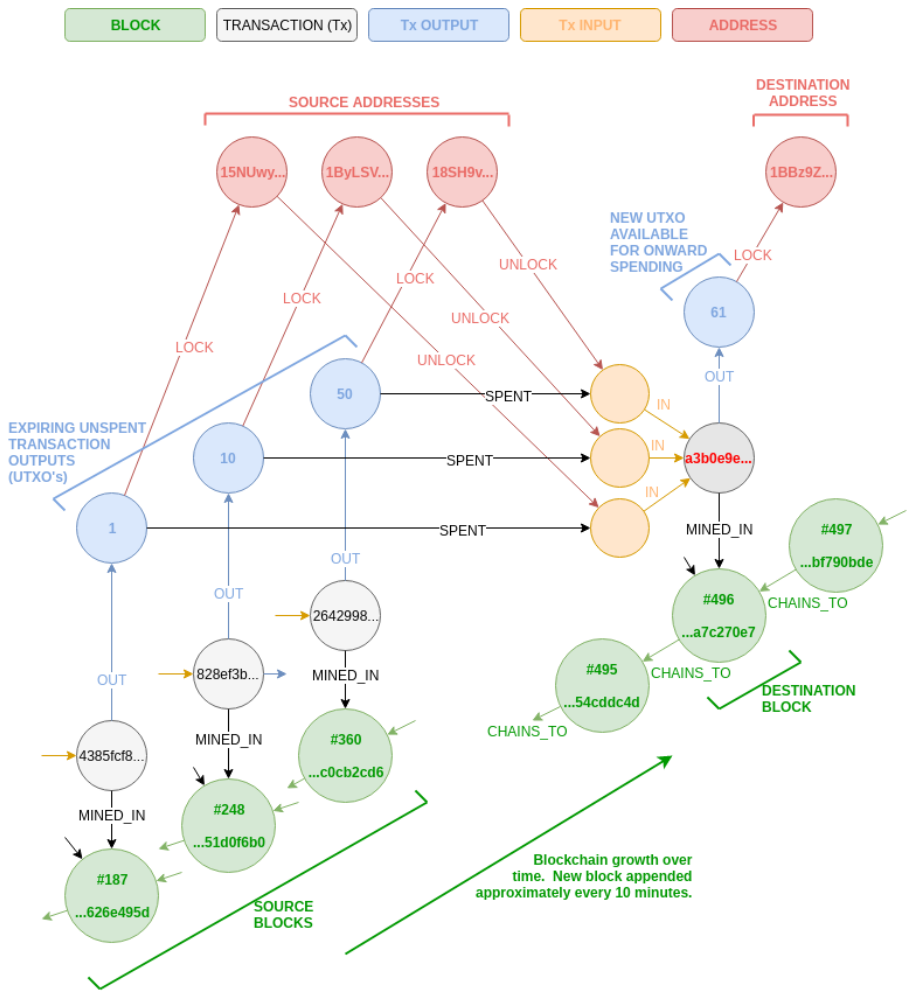 BLOCK
TRANSACTION (Tx)
Tx OUTPUT
Tx INPUT
ADDRESS
SOURCE ADDRESSES
DESTINATION
ADDRESS
15NUwy...
1ByLSV...
18SH9v...
1BBz9Z...
NEW UTXO
AVAILABLE
FOR ONWARD
SPENDING
LOCK
UNLOCK
LOCK
LOCK
61
UNLOCK
LOCK
UNLOCK
OUT
50
SPENT
IN
EXPIRING UNSPENT
TRANSACTION
OUTPUTS
(UTXO's)
10
SPENT
IN
a3b0e9e...
IN
1
SPENT
MINED_IN
#497
...bf790bde
OUT
OUT
CHAINS_TO
#496
...a7c270e7
2642998...
828ef3b...
MINED_IN
CHAINS_TO
#495
...54cddc4d
OUT
DESTINATION
BLOCK
CHAINS_TO
MINED_IN
#360
...c0cb2cd6
4385fcf8...
MINED_IN
#248
...51d0f6b0
Blockchain growth over
time.  New block appended
approximately every 10 minutes.
#187
...626e495d
SOURCE
BLOCKS